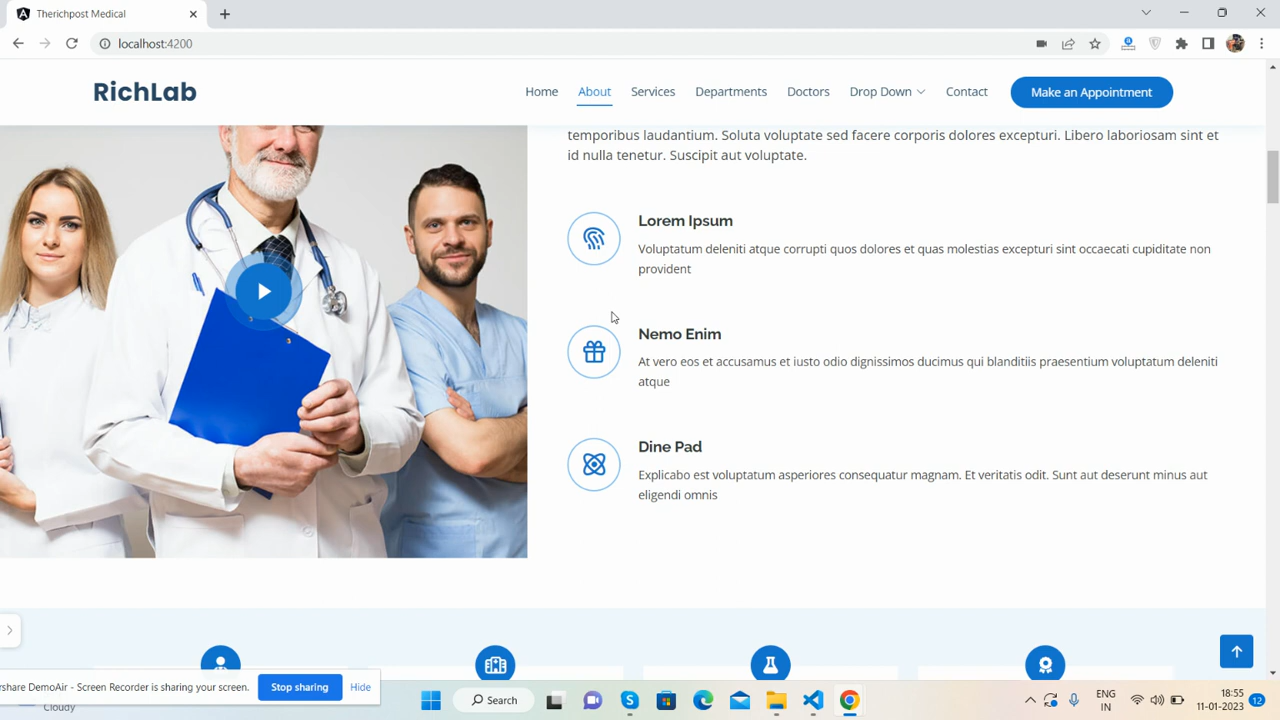 Therichpost Medical
localhost:4200
RichLab
Home
About
Services
Departments
Doctors
Drop Down
Contact
Make an Appointment
temporibus laudantium. Soluta voluptate sed facere corporis dolores excepturi. Libero laboriosam sint et
id nulla tenetur. Suscipit aut voluptate.
Lorem Ipsum
Voluptatum deleniti atque corrupti quos dolores et quas molestias excepturi sint occaecati cupiditate non
provident
Nemo Enim
At vero eos et accusamus et iusto odio dignissimos ducimus qui blanditiis praesentium voluptatum deleniti
atque
Dine Pad
Explicabo est voluptatum asperiores consequatur magnam. Et veritatis odit. Sunt aut deserunt minus aut
eligendi omnis
rshare DemoAir - Screen Recorder is sharing your screen.
Stop sharing
Hide
Cloudy
Search
ENG
IN
18:55
11-01-2023
12